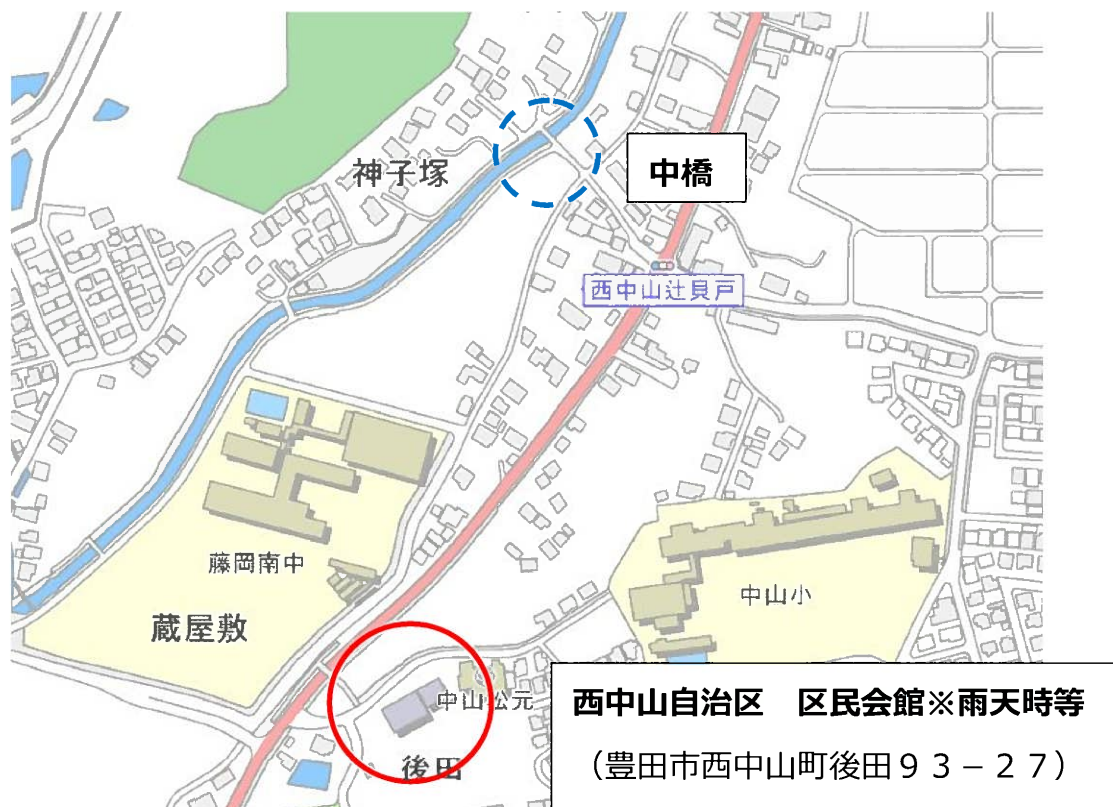 中橋
神子塚
西中山辻貝戸
藤岡南中
中山小
蔵屋敷
中山松元
西中山自治区　区民会館※雨天時等
（豊田市西中山町後田９３－２７）
後田